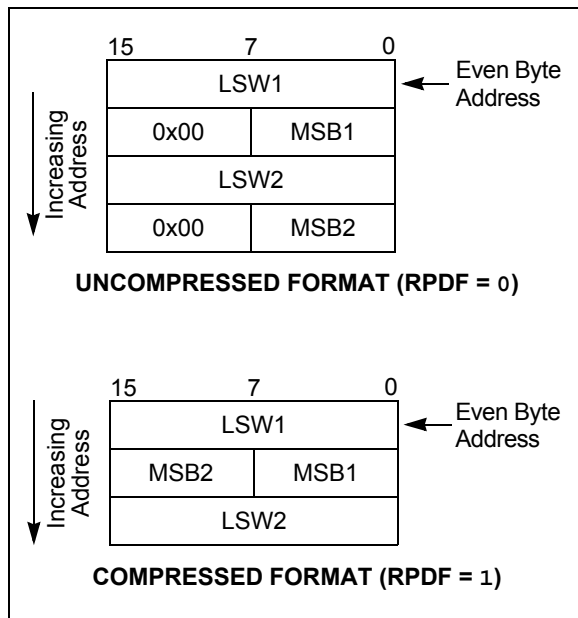 15 7 0
LSW1
Even Byte
Address
0x00 MSB1
LSW2
0x00 MSB2
Increasing
Address
UNCOMPRESSED FORMAT (RPDF = 0)
15 7 0
LSW1
Even Byte
Address
MSB2 MSB1
LSW2
Increasing
Address
COMPRESSED FORMAT (RPDF = 1)